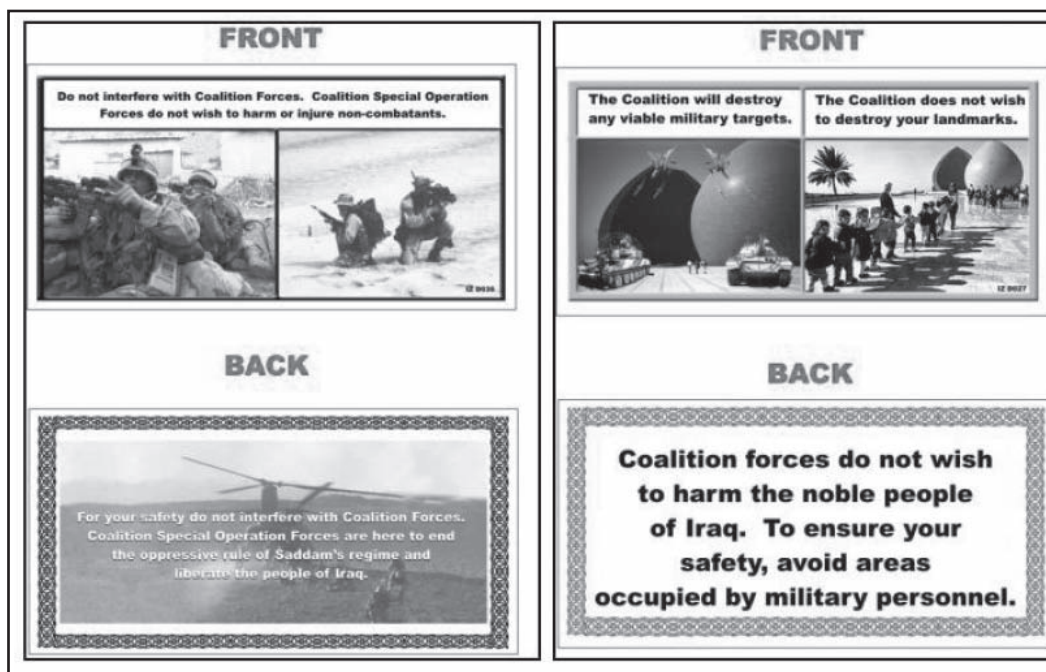 FRONT
Do not interfere with Coalition Forces.  Coalition Special Operation
Forces do not wish to harm or injure non-combatants.
IZ D036
BACK
For your safety do not interfere with Coalition Forces.
Coalition Special Operation Forces are here to end
the oppressive rule of Saddam's regime and
liberate the people of Iraq.
FRONT
The Coalition will destroy
any viable military targets.
The Coalition does not wish
to destroy your landmarks.
IZ D027
BACK
Coalition forces do not wish
to harm the noble people
of Iraq.  To ensure your
safety, avoid areas
occupied by military personnel.